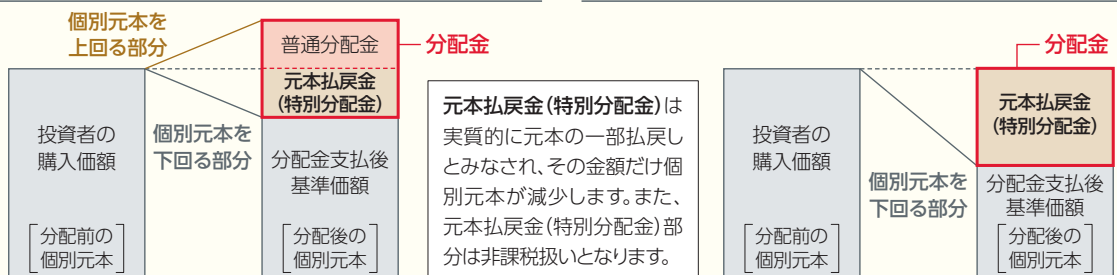 個別元本を
上回る部分
普通分配金
分配金
元本払戻金
(特別分配金)
投資者の
購入価額
個別元本を
下回る部分
分配金支払後
基準価額
分配前の
個別元本
分配後の
個別元本
元本払戻金(特別分配金)は
実質的に元本の一部払戻し
とみなされ、その金額だけ個
別元本が減少します。また、
元本払戻金(特別分配金)部
分は非課税扱いとなります。
分配金
元本払戻金
(特別分配金)
投資者の
購入価額
個別元本を
下回る部分
分配金支払後
基準価額
分配前の
個別元本
分配後の
個別元本